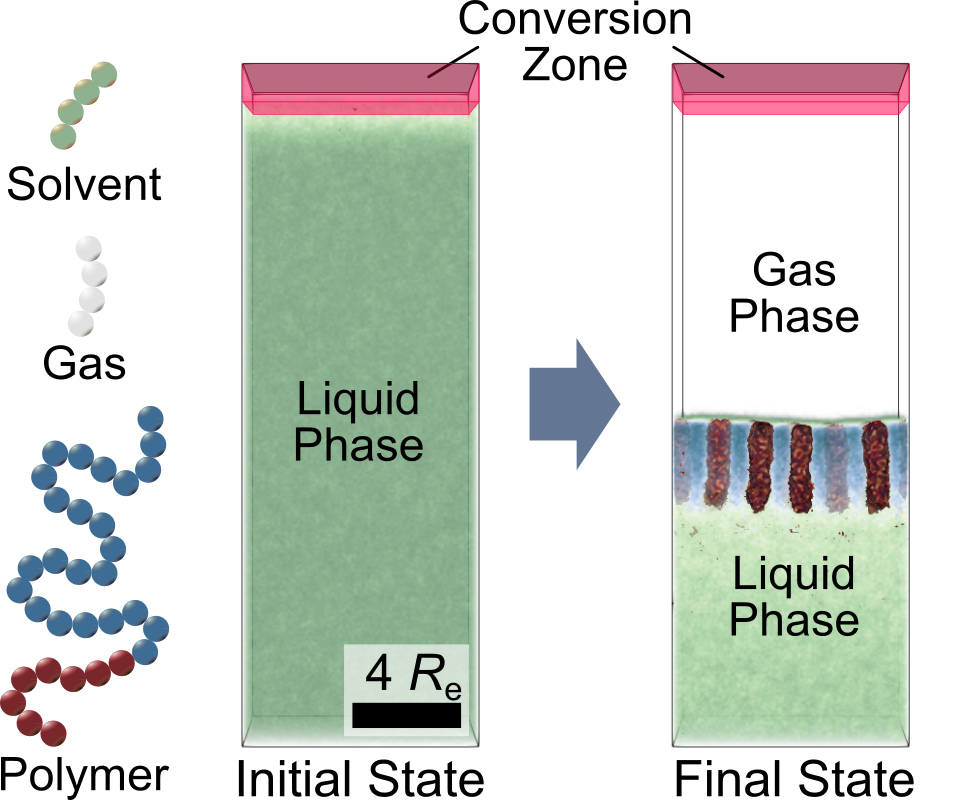 Conversion
Zone
Solvent
Gas
Polymer
Liquid
Phase
4 Re
Initial State
Gas
Phase
Liquid
Phase
Final State